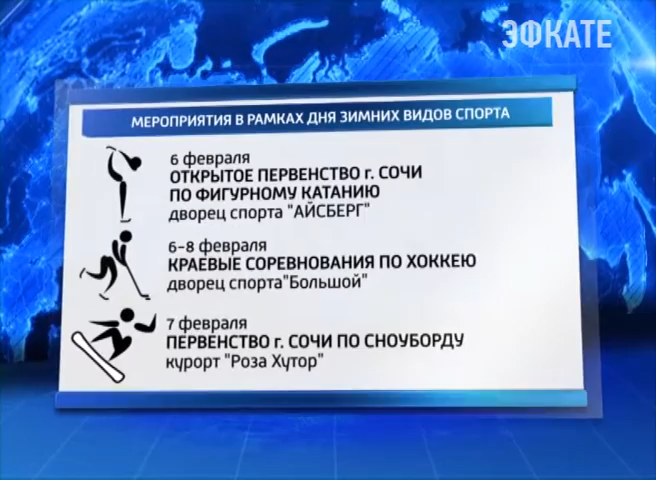 ЭФКАТЕ
МЕРОПРИЯТИЯ В РАМКАХ ДНЯ ЗИМНИХ ВИДОВ СПОРТА
6 февраля
ОТКРЫТОЕ ПЕРВЕНСТВО г. СОЧИ
ПО ФИГУРНОМУ КАТАНИЮ
дворец спорта "АЙСБЕРГ"
6-8 февраля
КРАЕВЫЕ СОРЕВНОВАНИЯ ПО ХОККЕЮ
дворец спорта"Большой"
7 февраля
ПЕРВЕНСТВО г. СОЧИ ПО СНОУБОРДУ
курорт "Роза Хутор"